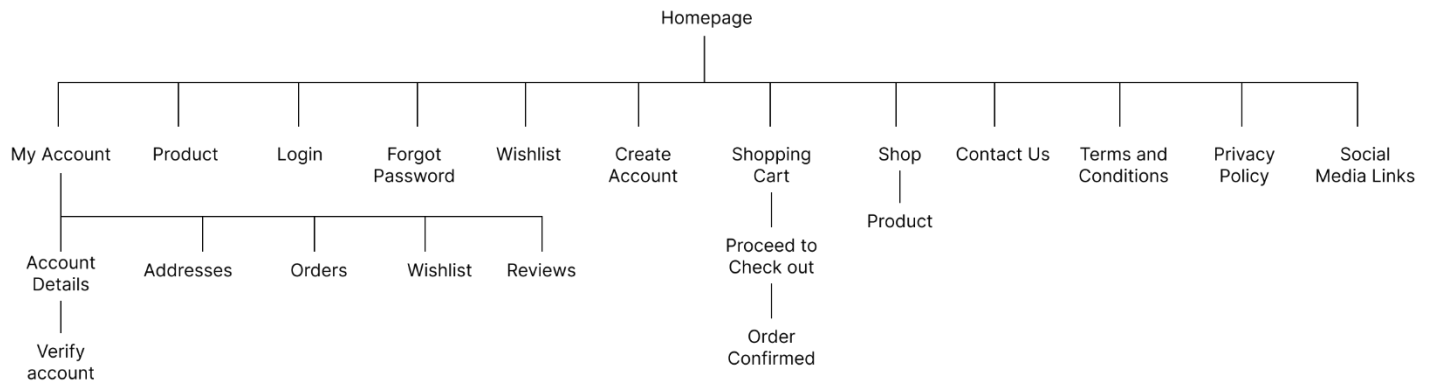 Homepage
My Account
Product
Login
Forgot
Password
Wishlist
Create
Account
Shopping
Cart
Shop
Contact Us
Terms and
Conditions
Privacy
Policy
Social
Media Links
Product
Proceed to
Check out
Account
Details
Addresses
Orders
Wishlist
Reviews
Order
Confirmed
Verify
account